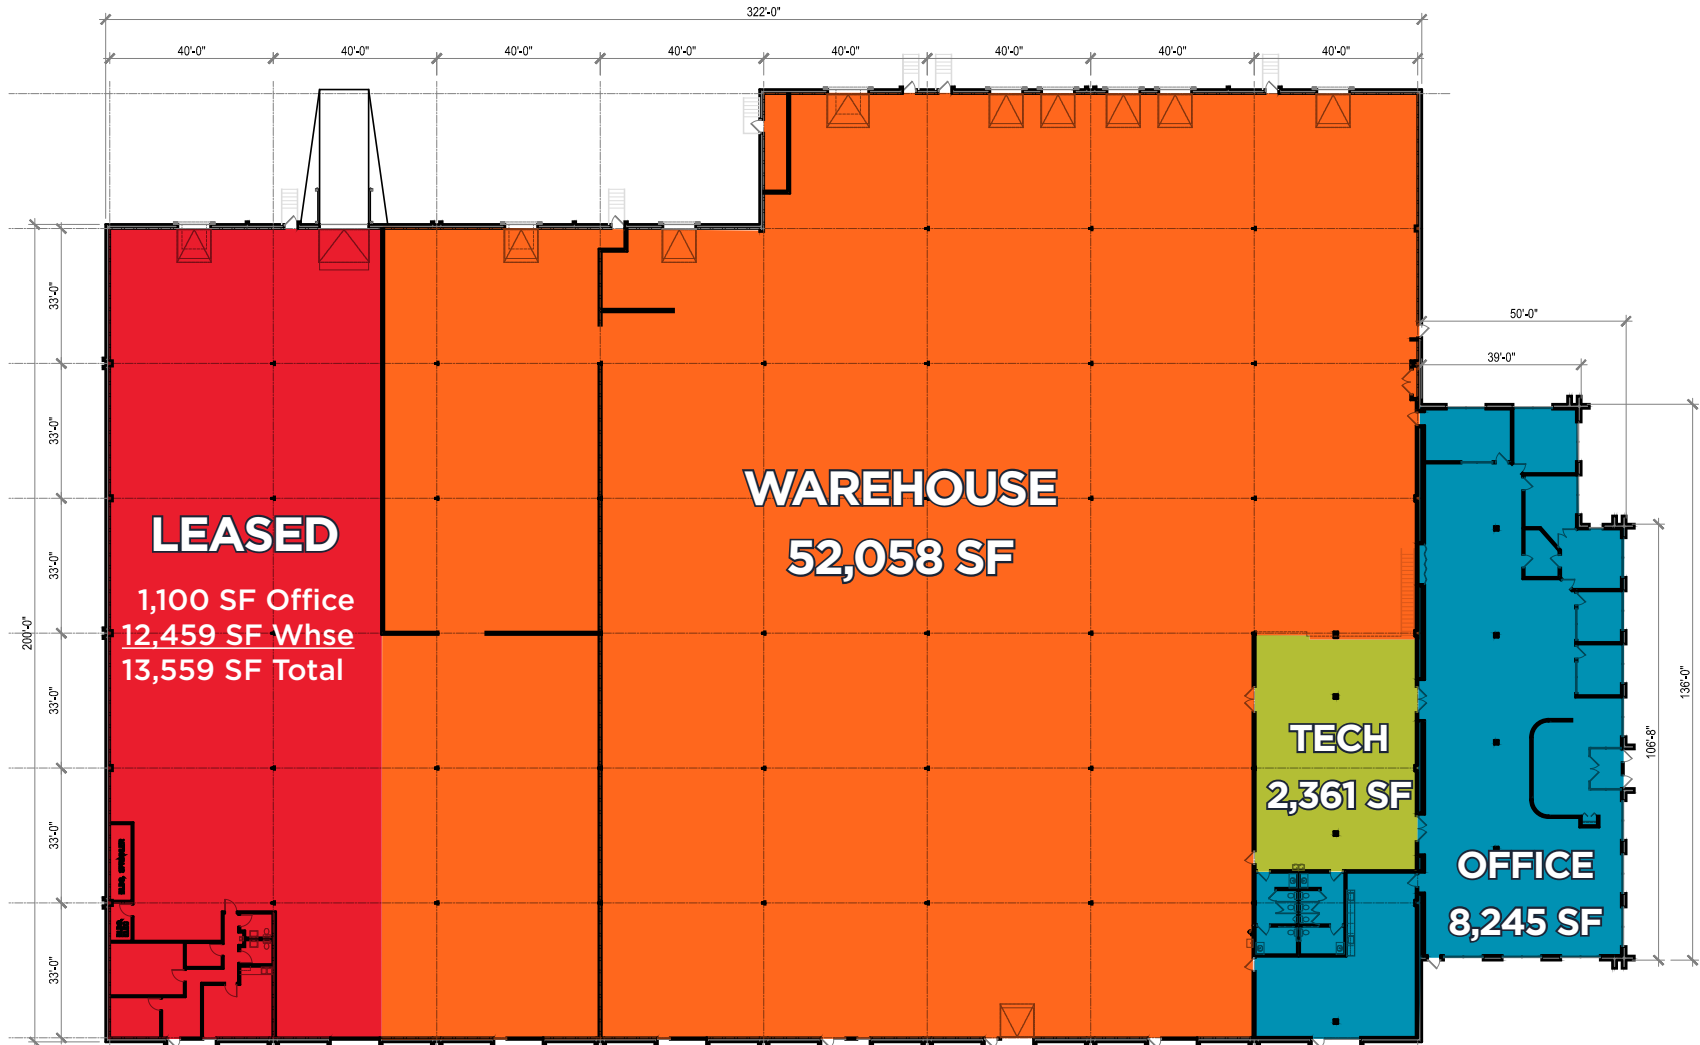 322'-0"
40'-0" 40'-0" 40'-0" 40'-0" 40'-0" 40'-0" 40'-0" 40'-0"
50'-0"
39'-0"
33'-0"
33'-0"
33'-0"
33'-0"
33'-0"
33'-0"
200'-0"
136'-0"
106'-8"
LEASED
1,100 SF Office
12,459 SF Whse
13,559 SF Total
WAREHOUSE
52,058 SF
TECH
2,361 SF
OFFICE
8,245 SF